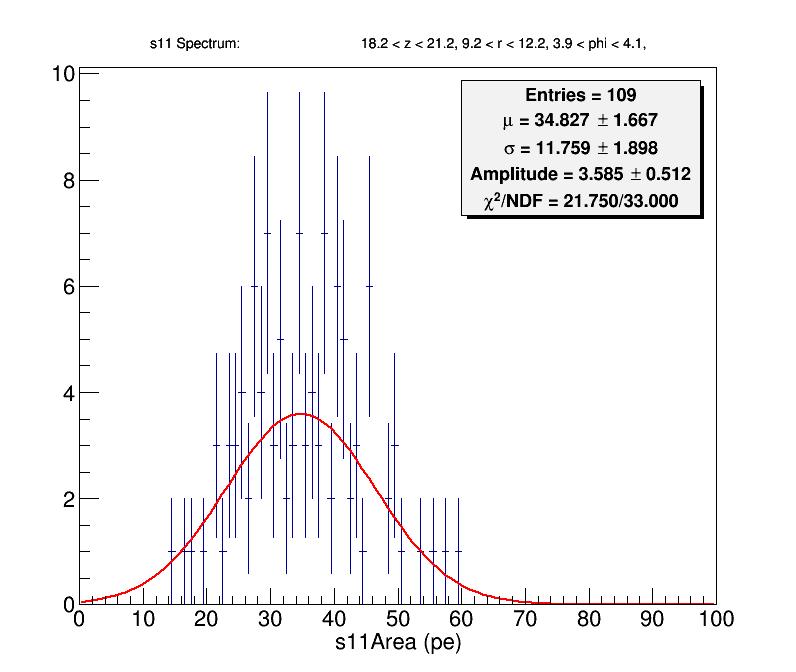 s11 Spectrum: 18.2 < z < 21.2, 9.2 < r < 12.2, 3.9 < phi < 4.1,
Entries = 109
μ = 34.827 ± 1.667
σ = 11.759 ± 1.898
Amplitude = 3.585 ± 0.512
χ²/NDF = 21.750/33.000
10
8
6
4
2
0
0 10 20 30 40 50 60 70 80 90 100
s11Area (pe)